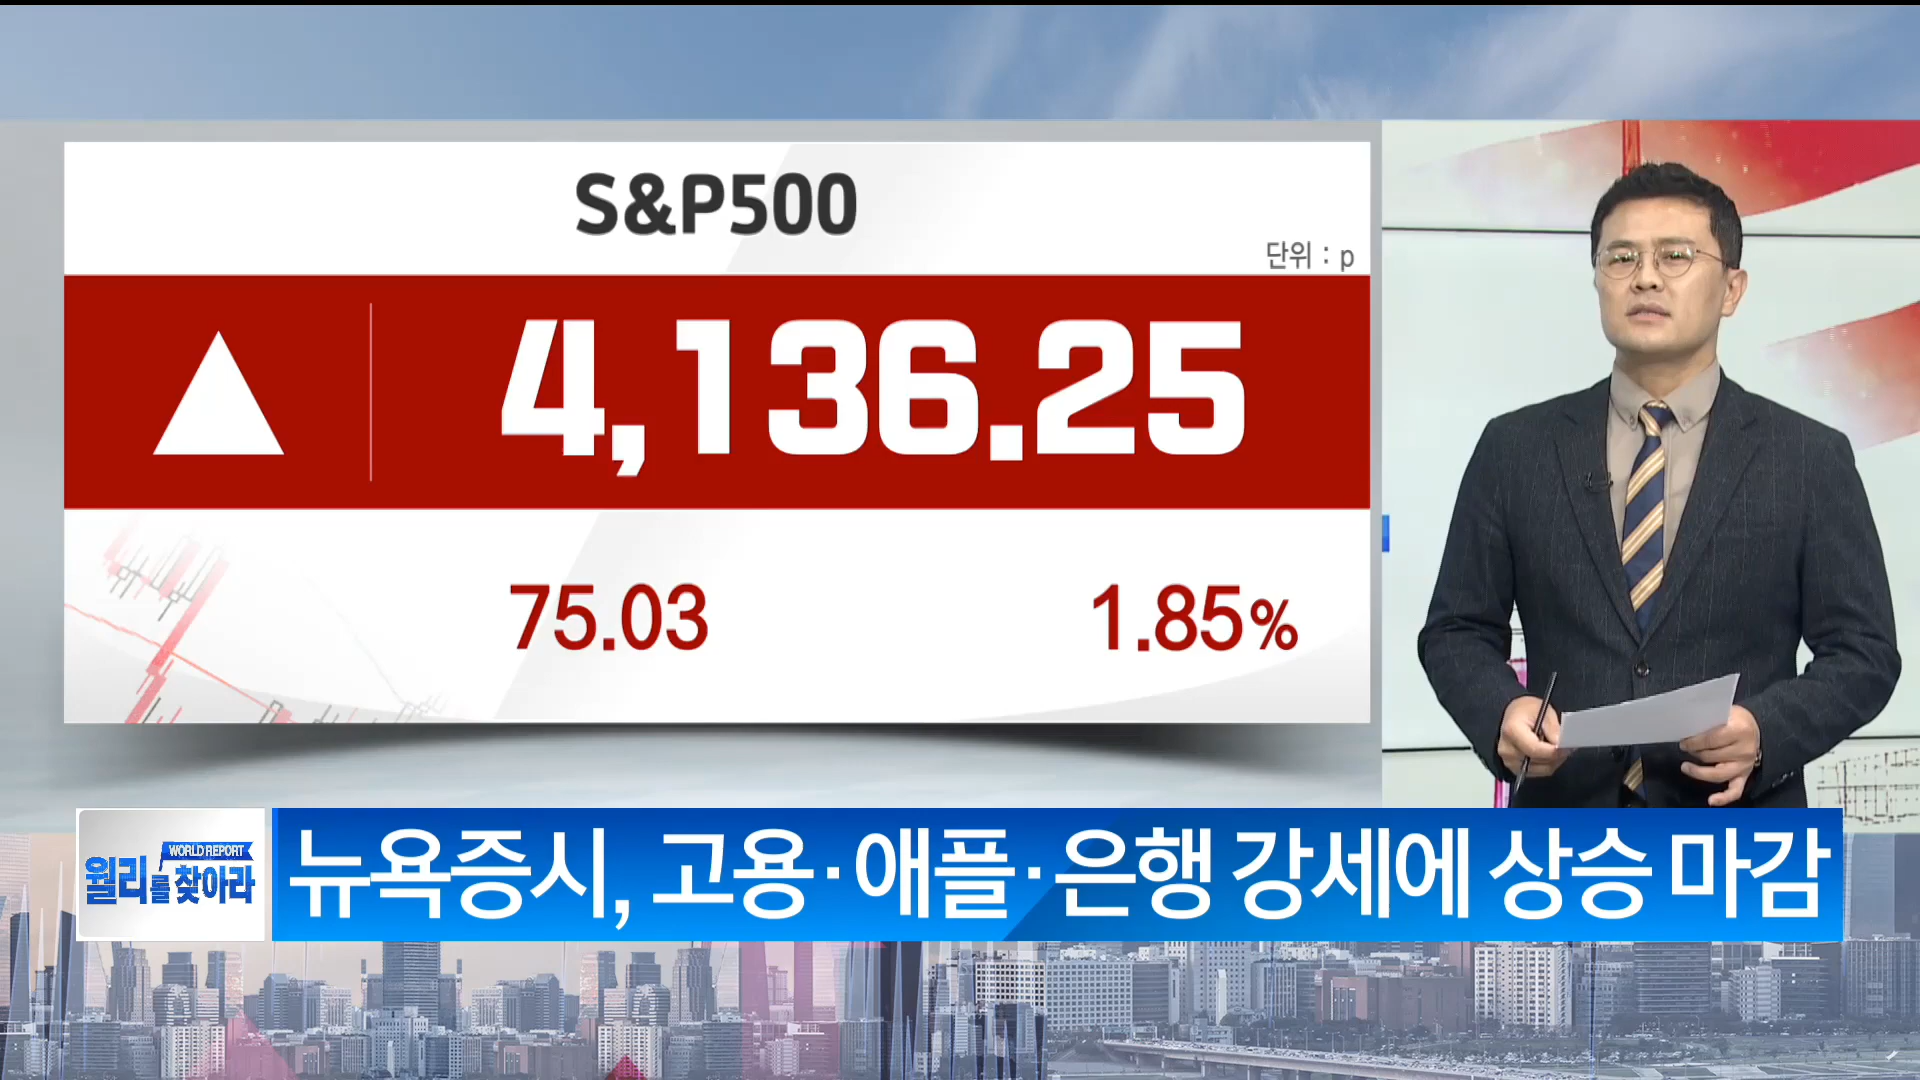 S&P500
단위 : p
▲ 4,136.25
75.03 1.85%
WORLD REPORT
월리를 찾아라
뉴욕증시, 고용·애플·은행 강세에 상승 마감